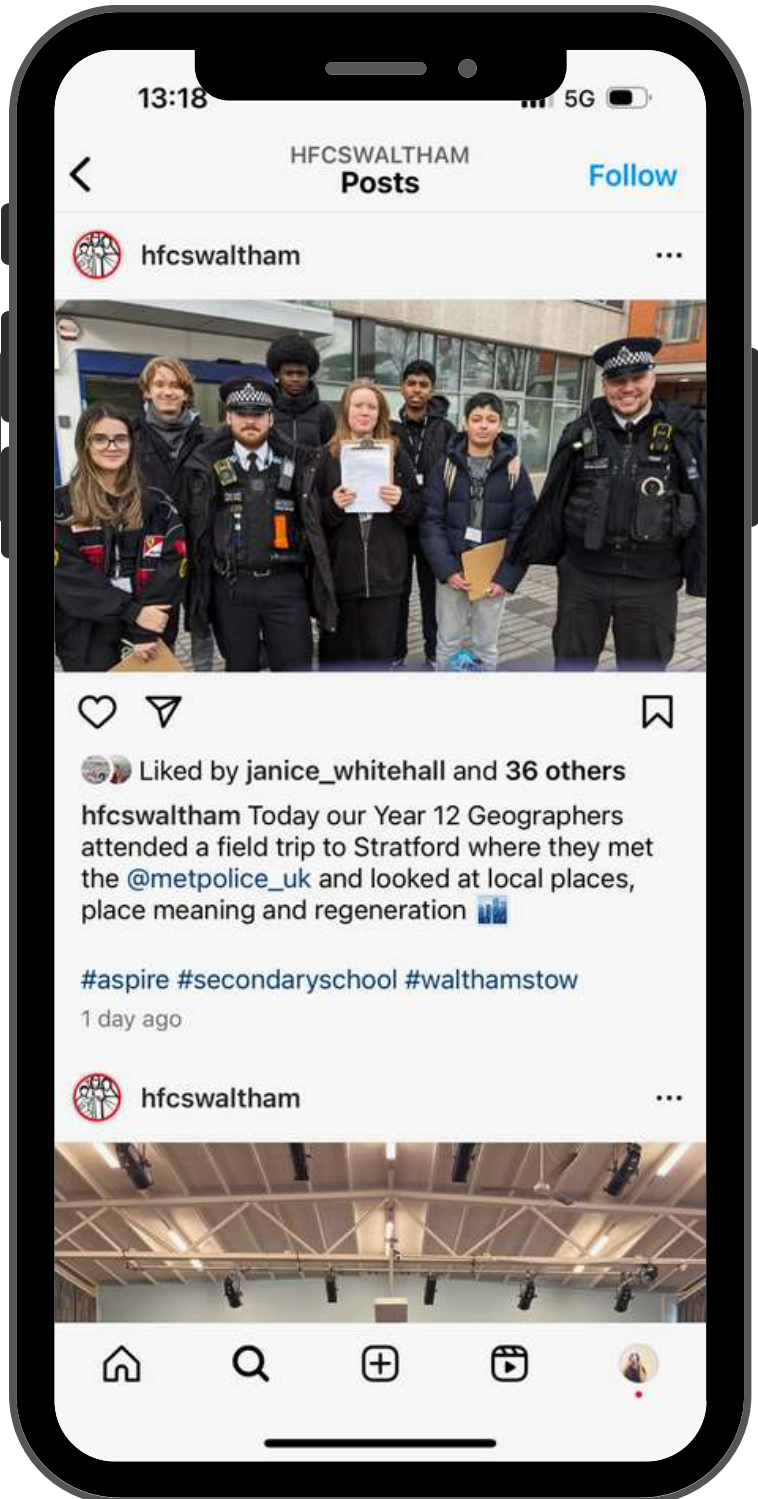 13:18
5G
HFCSWALTHAM
Posts
Follow
hfcswaltham
Liked by janice_whitehall and 36 others
hfcswaltham Today our Year 12 Geographers
attended a field trip to Stratford where they met
the @metpolice_uk and looked at local places,
place meaning and regeneration
#aspire #secondaryschool #walthamstow
1 day ago
hfcswaltham